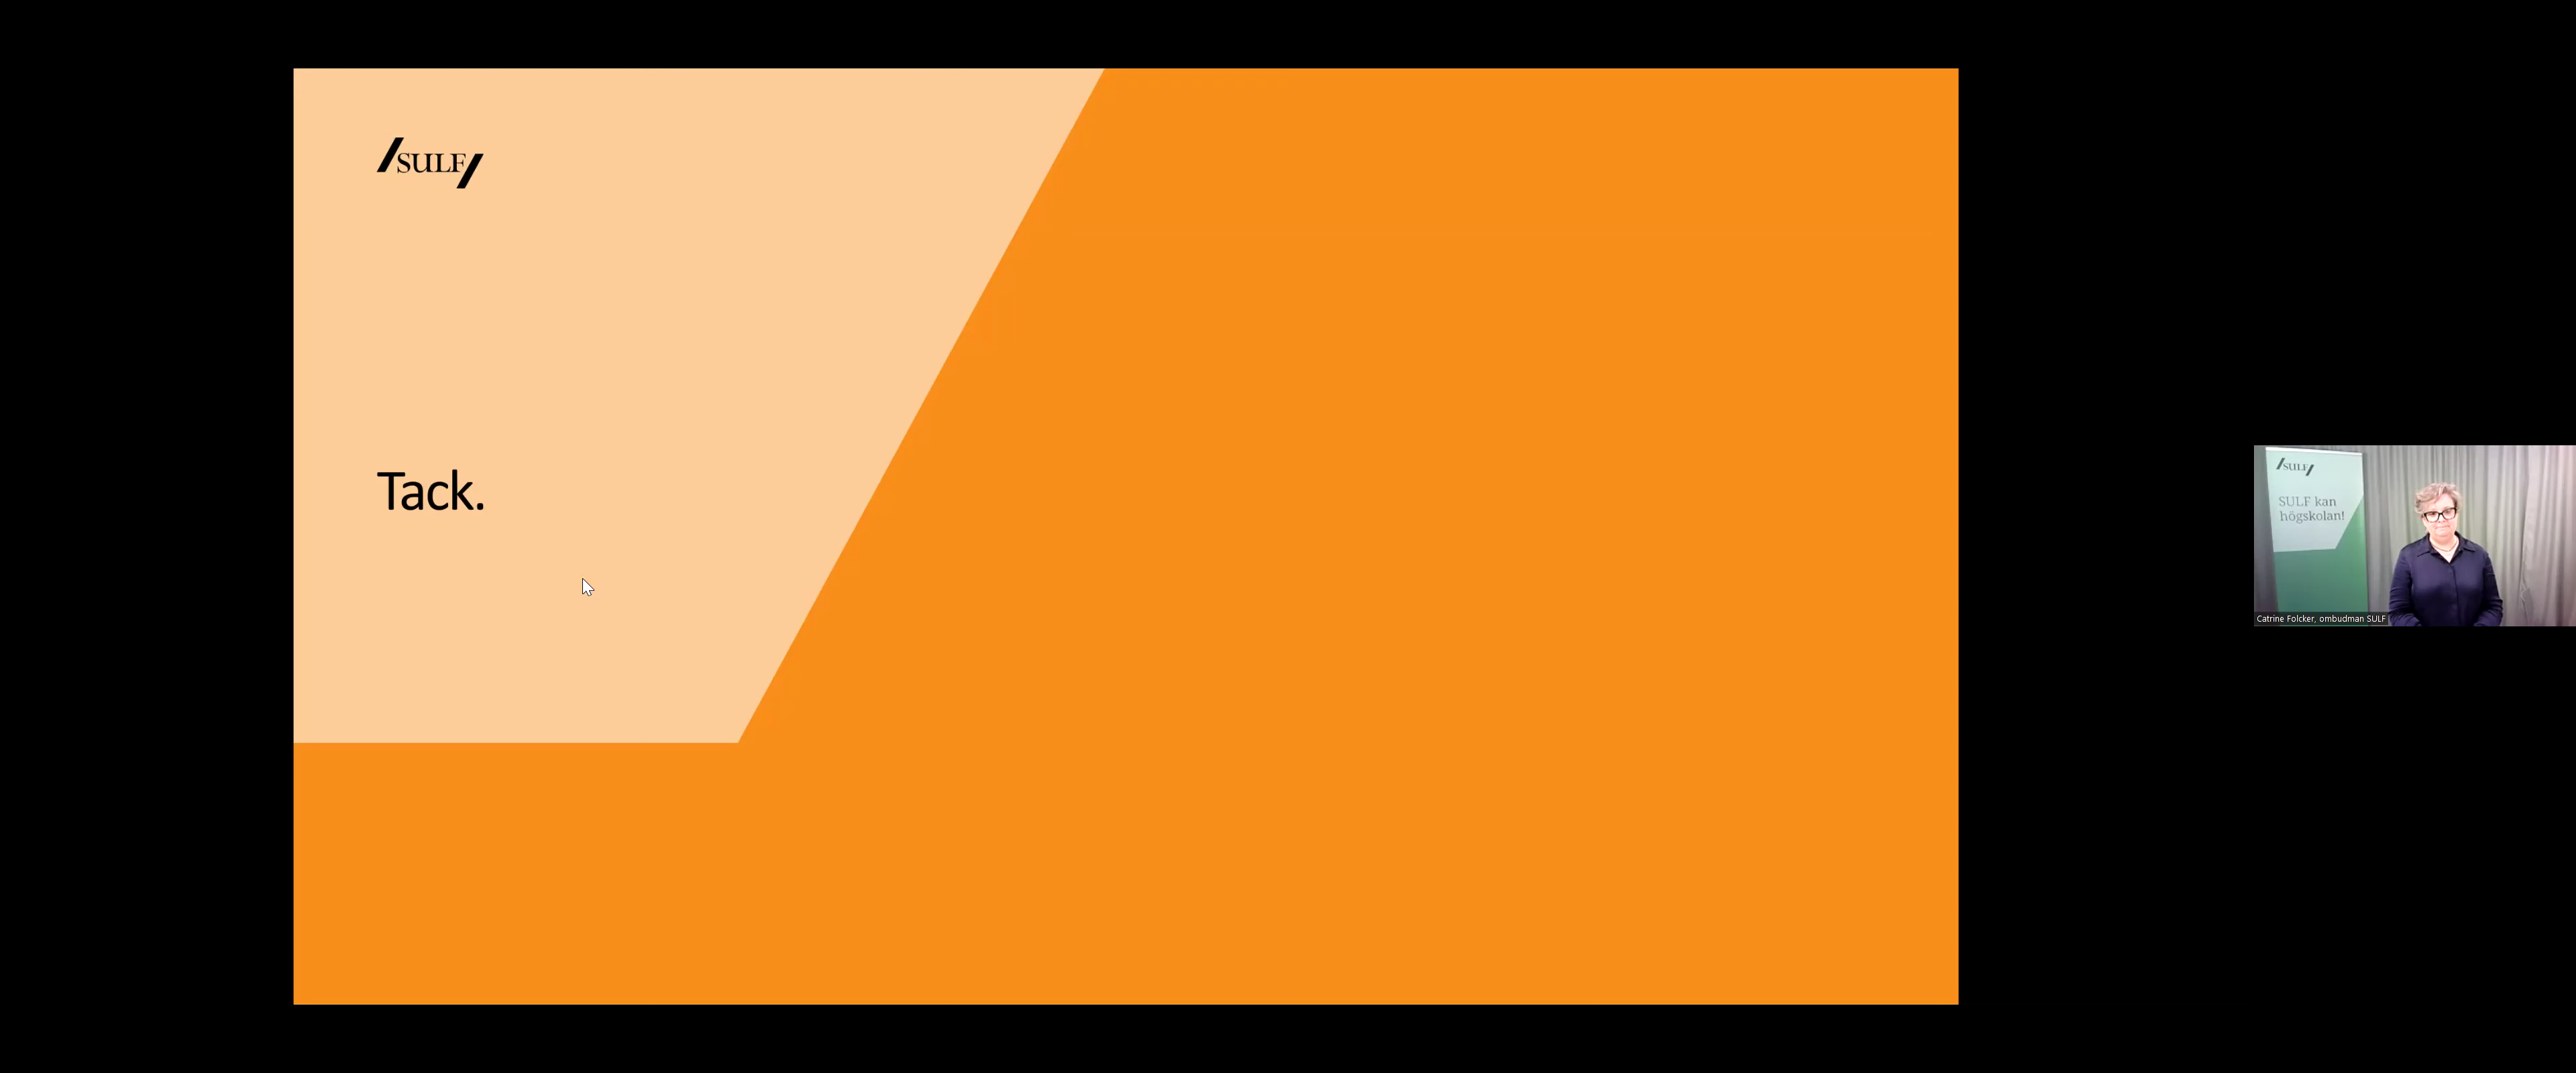 SULF
Tack.
SULF
SULF kan
högskolan!
Catrine Folcker, ombudman SULF